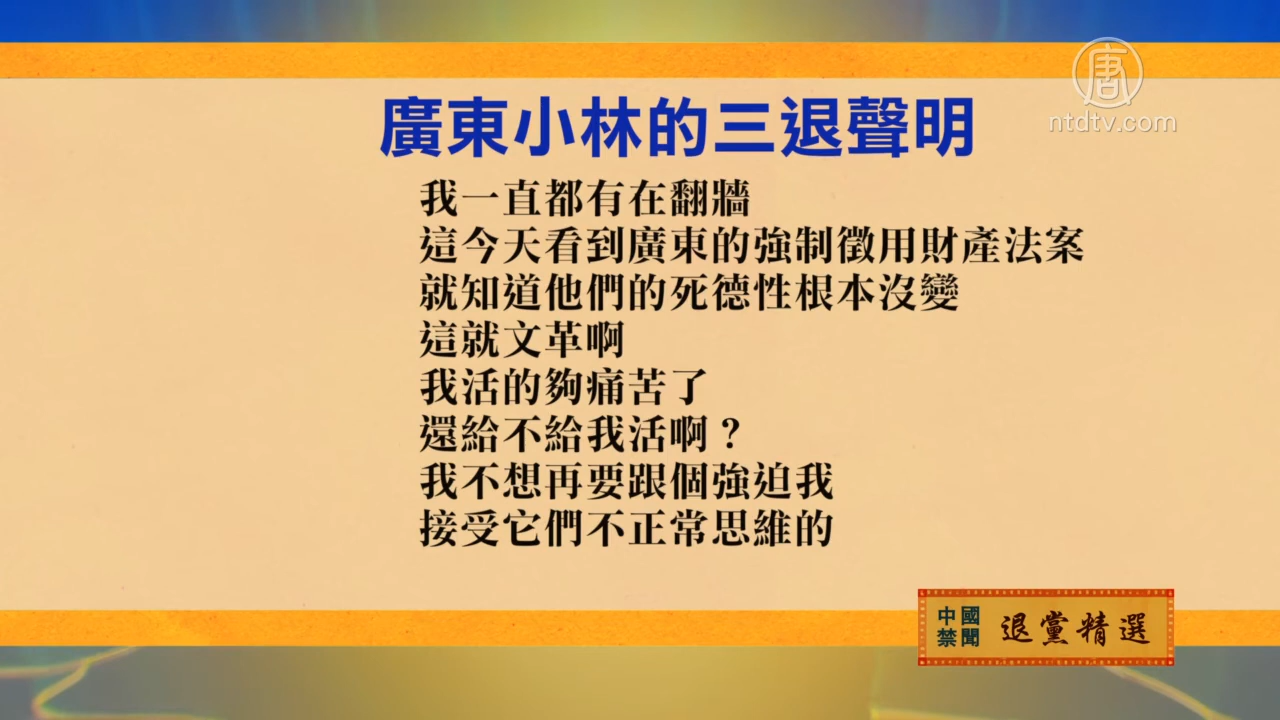 唐
ntdtv.com
廣東小林的三退聲明
我一直都有在翻牆
這今天看到廣東的強制徵用財產法案
就知道他們的死德性根本沒變
這就文革啊
我活的夠痛苦了
還給不給我活啊？
我不想再要跟個強迫我
接受它們不正常思維的
中國禁聞 退黨精選